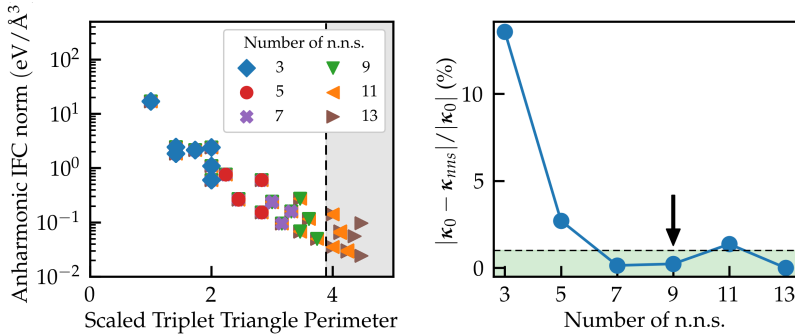 Anharmonic IFC norm (eV/Å³)
10²
10¹
10⁰
10⁻¹
10⁻²
Number of n.n.s.
3 9
5 11
7 13
0 2 4
Scaled Triplet Triangle Perimeter
|κ₀ − κₙₙₛ|/|κ₀| (%)
10
5
0
3 5 7 9 11 13
Number of n.n.s.